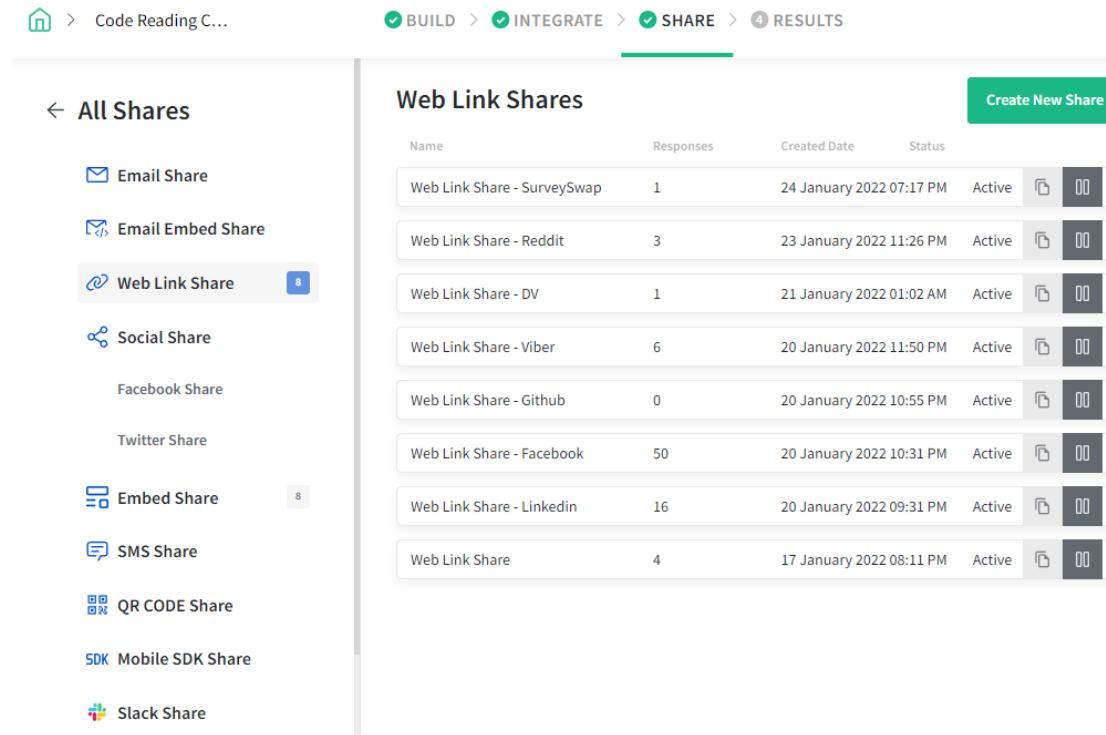 Code Reading C...
BUILD
INTEGRATE
SHARE
4 RESULTS
All Shares
Email Share
Email Embed Share
Web Link Share 8
Social Share
Facebook Share
Twitter Share
Embed Share 8
SMS Share
QR CODE Share
SDK Mobile SDK Share
Slack Share
Web Link Shares
Create New Share
Name Responses Created Date Status
Web Link Share - SurveySwap 1 24 January 2022 07:17 PM Active
Web Link Share - Reddit 3 23 January 2022 11:26 PM Active
Web Link Share - DV 1 21 January 2022 01:02 AM Active
Web Link Share - Viber 6 20 January 2022 11:50 PM Active
Web Link Share - Github 0 20 January 2022 10:55 PM Active
Web Link Share - Facebook 50 20 January 2022 10:31 PM Active
Web Link Share - Linkedin 16 20 January 2022 09:31 PM Active
Web Link Share 4 17 January 2022 08:11 PM Active